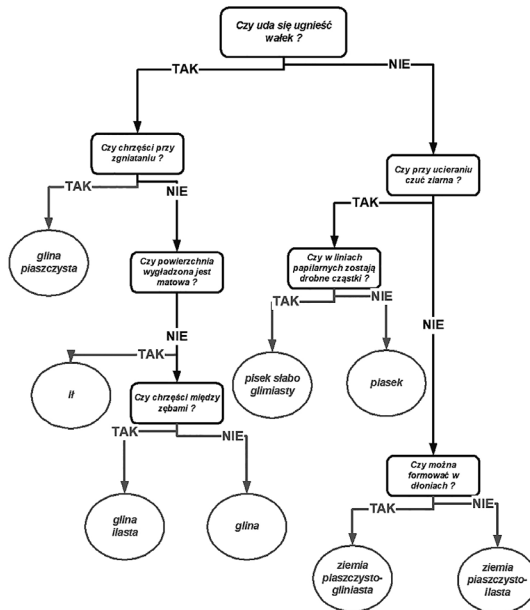 Czy uda się ugnieść
wałek ?
TAK
NIE
Czy chrzęści przy
zgniataniu ?
Czy przy ucieraniu
czuć ziarna ?
TAK
NIE
TAK
glina
piaszczysta
Czy powierzchnia
wygładzona jest
matowa ?
Czy w liniach
papilarnych zostają
drobne cząstki ?
TAK
NIE
NIE
NIE
TAK
ił
Czy chrzęści między
zębami ?
pisek słabo
glimiasty
piasek
TAK
NIE
Czy można
formować w
dłoniach ?
glina
ilasta
glina
TAK
NIE
ziemia
piaszczysto-
gliniasta
ziemia
piaszczysto-
ilasta